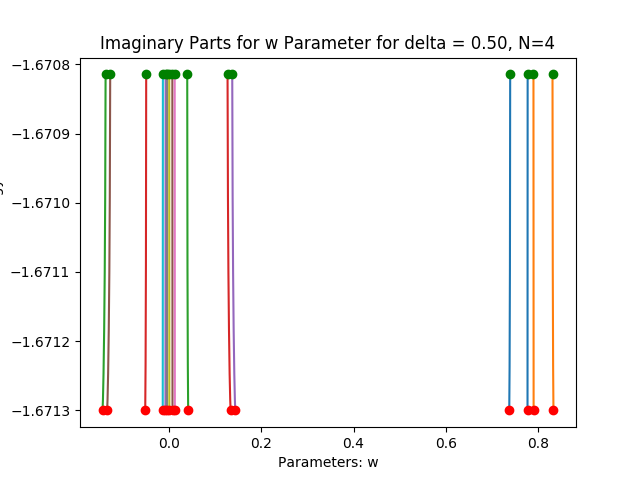 Imaginary Parts for w Parameter for delta = 0.50, N=4
−1.6708
−1.6709
−1.6710
−1.6711
−1.6712
−1.6713
0.0 0.2 0.4 0.6 0.8
Parameters: w